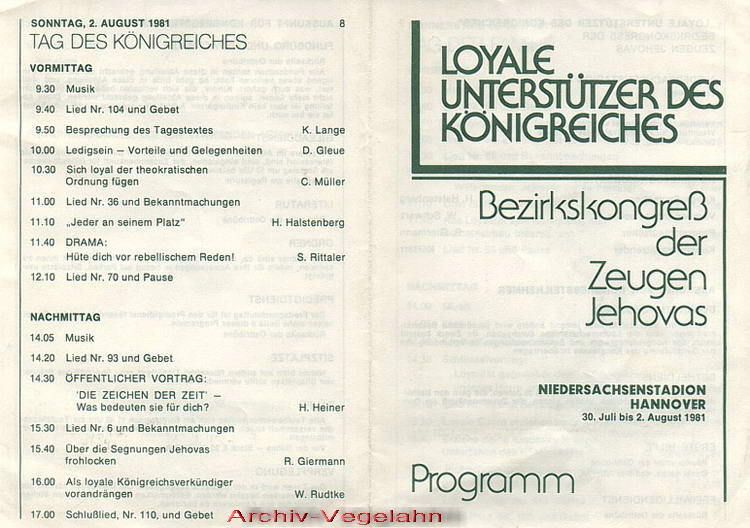 SONNTAG, 2. AUGUST 1981 8
TAG DES KÖNIGREICHES
VORMITTAG
9.30 Musik
9.40 Lied Nr. 104 und Gebet
9.50 Besprechung des Tagestextes K. Lange
10.00 Ledigsein – Vorteile und Gelegenheiten D. Gleue
10.30 Sich loyal der theokratischen
Ordnung fügen C. Müller
11.00 Lied Nr. 36 und Bekanntmachungen
11.10 „Jeder an seinem Platz“ H. Halstenberg
11.40 DRAMA:
Hüte dich vor rebellischem Reden! S. Rittaler
12.10 Lied Nr. 70 und Pause
NACHMITTAG
14.05 Musik
14.20 Lied Nr. 93 und Gebet
14.30 ÖFFENTLICHER VORTRAG:
'DIE ZEICHEN DER ZEIT' –
Was bedeuten sie für dich? H. Heiner
15.30 Lied Nr. 6 und Bekanntmachungen
15.40 Über die Segnungen Jehovas
frohlocken R. Giermann
16.00 Als loyale Königreichsverkündiger
vorandrängen W. Rudtke
17.00 Schlußlied, Nr. 110, und Gebet
LOYALE
UNTERSTÜTZER DES
KÖNIGREICHES
Bezirkskongreß
der
Zeugen
Jehovas
NIEDERSACHSENSTADION
HANNOVER
30. Juli bis 2. August 1981
Programm
Archiv-Vegelahn